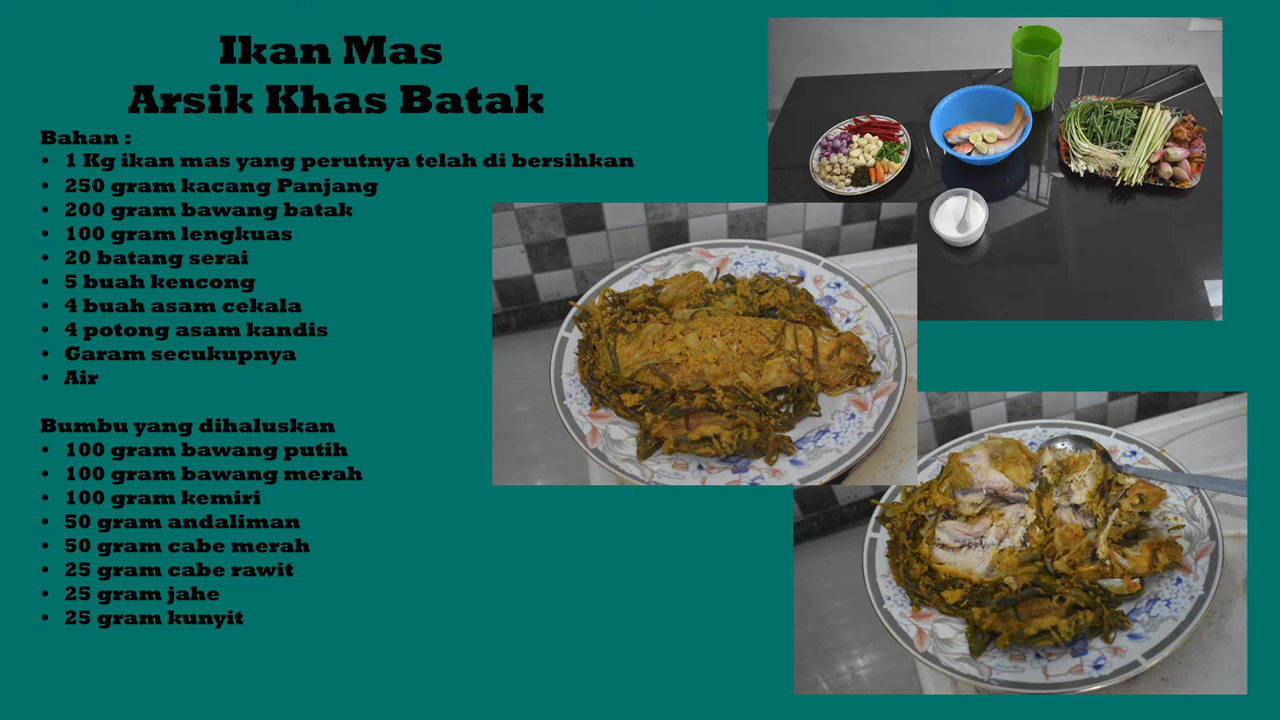 Ikan Mas
Arsik Khas Batak
Bahan :
• 1 Kg ikan mas yang perutnya telah di bersihkan
• 250 gram kacang Panjang
• 200 gram bawang batak
• 100 gram lengkuas
• 20 batang serai
• 5 buah kencong
• 4 buah asam cekala
• 4 potong asam kandis
• Garam secukupnya
• Air
Bumbu yang dihaluskan
• 100 gram bawang putih
• 100 gram bawang merah
• 100 gram kemiri
• 50 gram andaliman
• 50 gram cabe merah
• 25 gram cabe rawit
• 25 gram jahe
• 25 gram kunyit